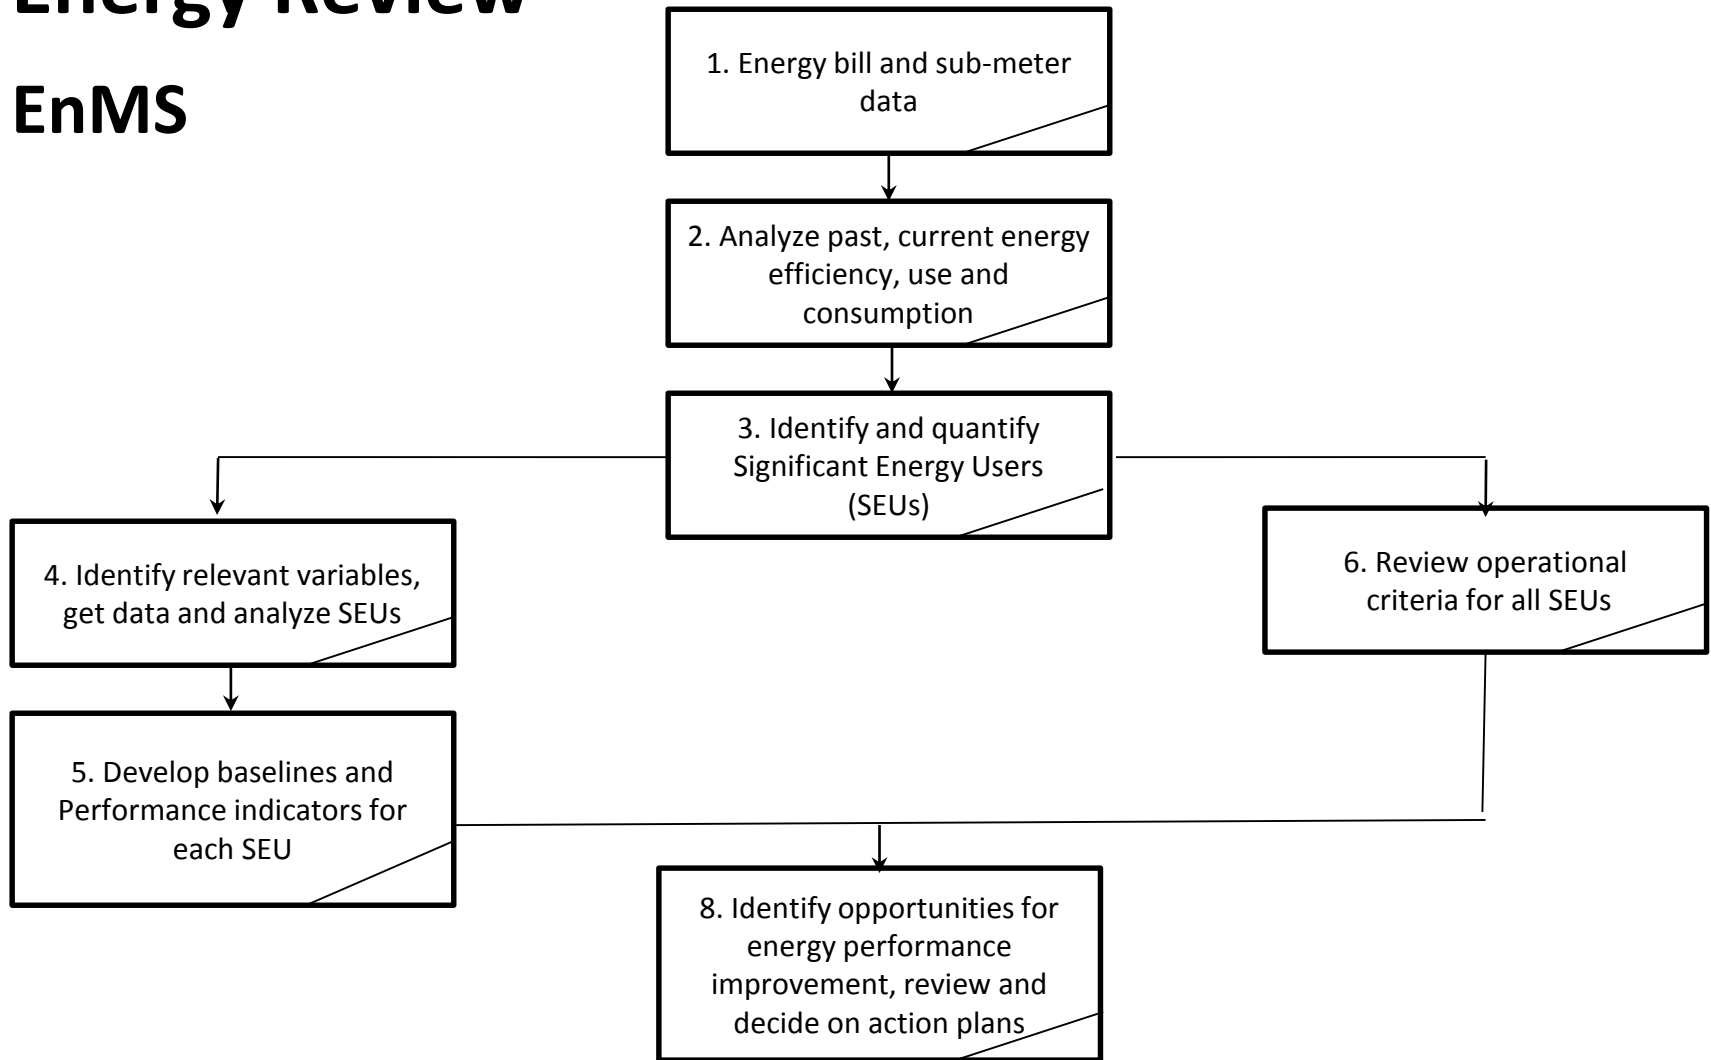 Energy Review
EnMS
1. Energy bill and sub-meter
data
2. Analyze past, current energy
efficiency, use and
consumption
3. Identify and quantify
Significant Energy Users
(SEUs)
4. Identify relevant variables,
get data and analyze SEUs
6. Review operational
criteria for all SEUs
5. Develop baselines and
Performance indicators for
each SEU
8. Identify opportunities for
energy performance
improvement, review and
decide on action plans